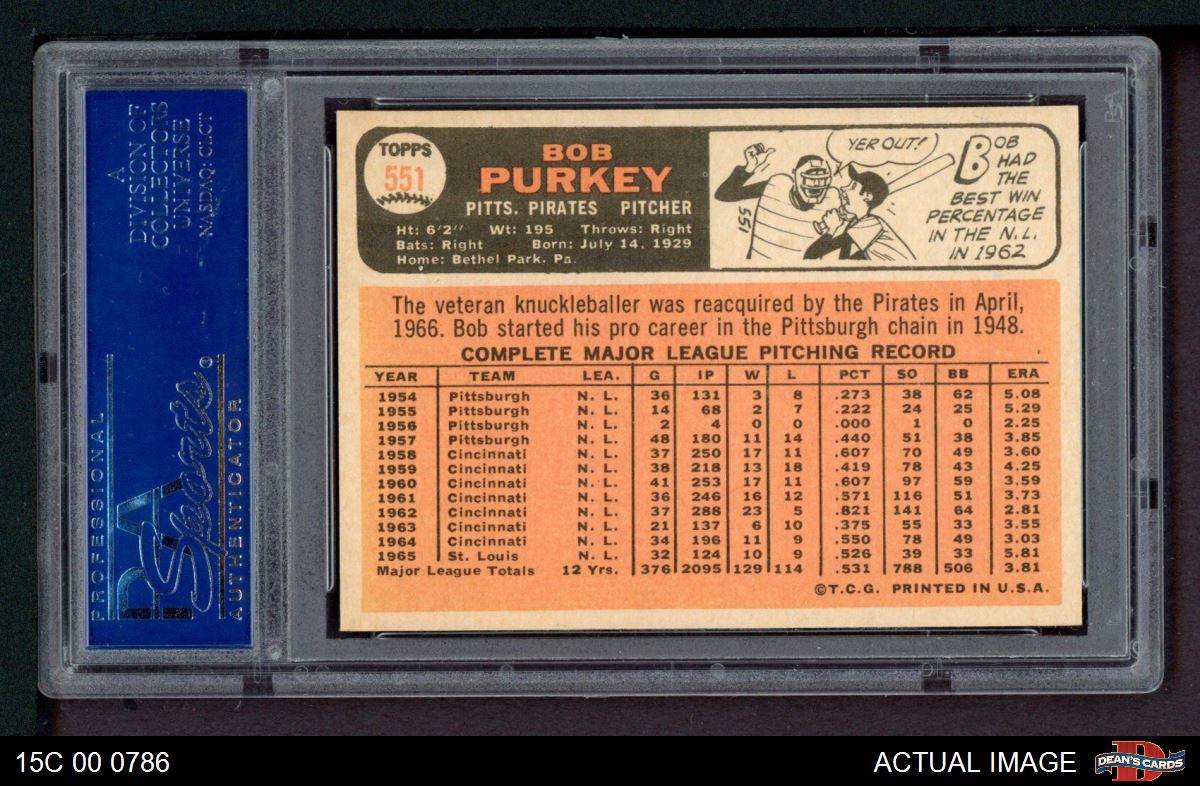 A
DIVISION OF
COLLECTORS
UNIVERSE
NASDAQ: CLCT
PROFESSIONAL
PSA
Sports®
AUTHENTICATOR
TOPPS
551
BOB
PURKEY
PITTS. PIRATES PITCHER
Ht: 6'2" Wt: 195 Throws: Right
Bats: Right Born: July 14, 1929
Home: Bethel Park, Pa.
YER OUT!
551
BOB
HAD
THE
BEST WIN
PERCENTAGE
IN THE N.L.
IN 1962
The veteran knuckleballer was reacquired by the Pirates in April,
1966. Bob started his pro career in the Pittsburgh chain in 1948.
COMPLETE MAJOR LEAGUE PITCHING RECORD
YEAR TEAM LEA. G IP W L PCT SO BB ERA
1954 Pittsburgh N. L. 36 131 3 8 .273 38 62 5.08
1955 Pittsburgh N. L. 14 68 2 7 .222 24 25 5.29
1956 Pittsburgh N. L. 2 4 0 0 .000 1 0 2.25
1957 Pittsburgh N. L. 48 180 11 14 .440 51 38 3.85
1958 Cincinnati N. L. 37 250 17 11 .607 70 49 3.60
1959 Cincinnati N. L. 38 218 13 18 .419 78 43 4.25
1960 Cincinnati N. L. 41 253 17 11 .607 97 59 3.59
1961 Cincinnati N. L. 36 246 16 12 .571 116 51 3.73
1962 Cincinnati N. L. 37 288 23 5 .821 141 64 2.81
1963 Cincinnati N. L. 21 137 6 10 .375 55 33 3.55
1964 Cincinnati N. L. 34 196 11 9 .550 78 49 3.03
1965 St. Louis N. L. 32 124 10 9 .526 39 33 5.81
Major League Totals 12 Yrs. 376 2095 129 114 .531 788 506 3.81
©T.C.G. PRINTED IN U.S.A.
15C 00 0786
ACTUAL IMAGE
DEAN'S CARDS